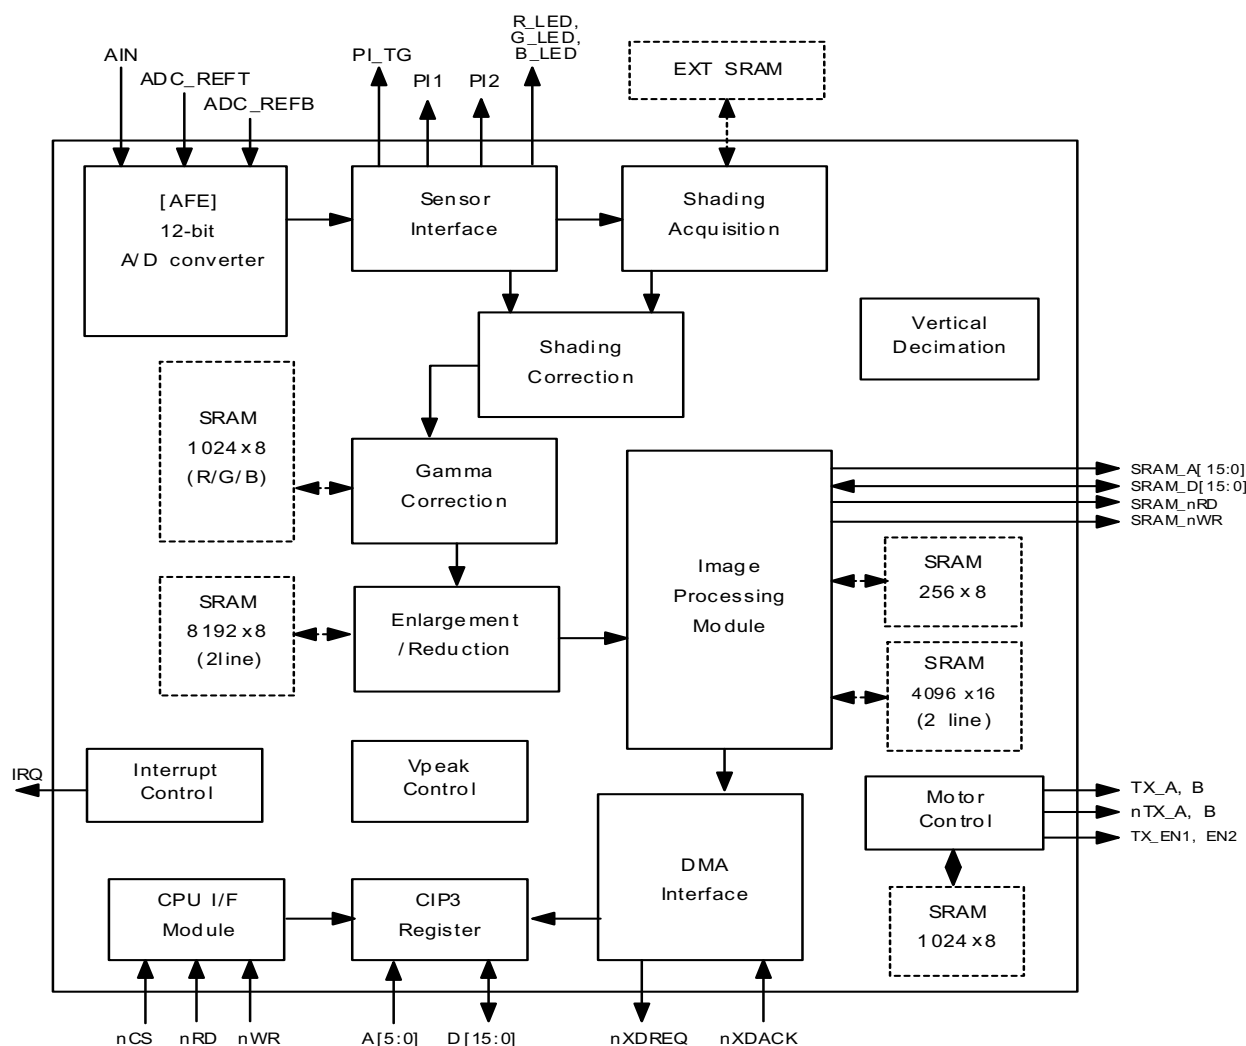 R_LED,
G_LED,
B_LED
AIN
PI_TG
ADC_REFT
PI1
PI2
EXT SRAM
ADC_REFB
[AFE]
12-bit
A/D converter
Sensor
Interface
Shading
Acquisition
Vertical
Decimation
Shading
Correction
SRAM
1024x8
(R/G/B)
Gamma
Correction
SRAM_A[15:0]
SRAM_D[15:0]
SRAM_nRD
SRAM_nWR
Image
Processing
Module
SRAM
256x8
SRAM
8192x8
(2line)
Enlargement
/Reduction
SRAM
4096 x16
(2 line)
Interrupt
Control
IRQ
Vpeak
Control
Motor
Control
TX_A, B
nTX_A, B
TX_EN1, EN2
DMA
Interface
CPU I/F
Module
CIP3
Register
SRAM
1024x8
nCS
nRD
nWR
A[5:0]
D[15:0]
nXDREQ
nXDACK